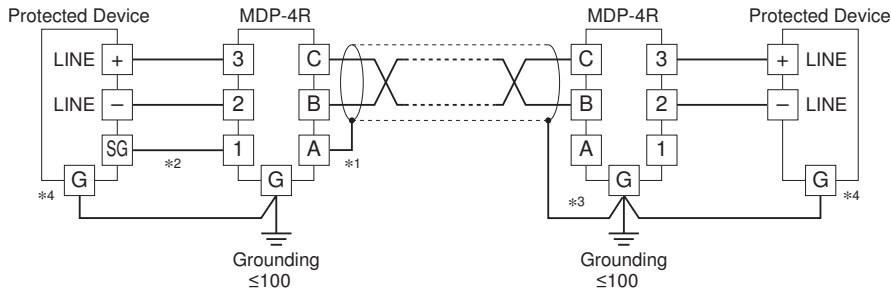 Protected Device MDP-4R MDP-4R Protected Device
LINE + 3 C C 3 + LINE
LINE – 2 B B 2 – LINE
SG *2 1 A *1 A 1
*4 G G *3 G G *4
Grounding Grounding
≤100 ≤100